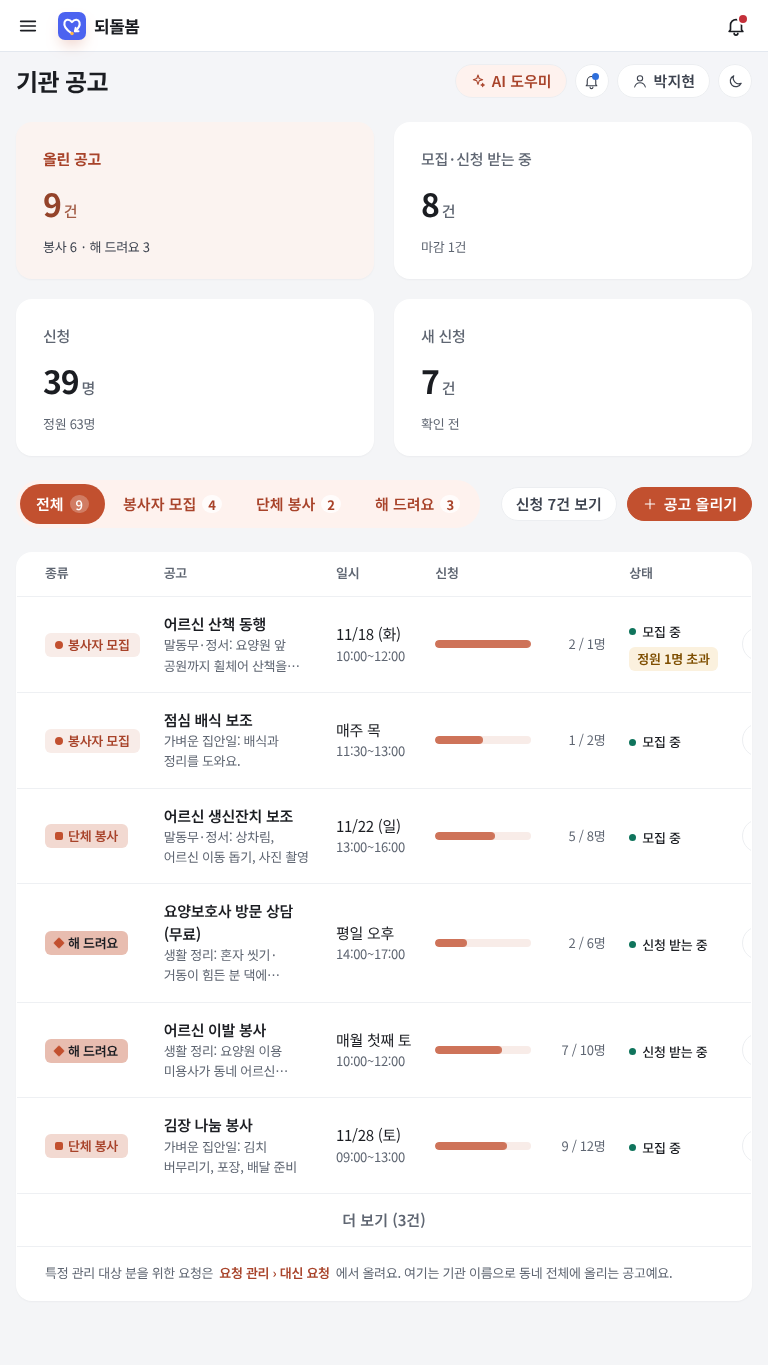 되돌봄
기관 공고
AI 도우미
박지현
올린 공고
9건
봉사 6 · 해 드려요 3
모집·신청 받는 중
8건
마감 1건
신청
39명
정원 63명
새 신청
7건
확인 전
전체 9
봉사자 모집 4
단체 봉사 2
해 드려요 3
신청 7건 보기
+ 공고 올리기
종류 공고 일시 신청 상태
봉사자 모집
어르신 산책 동행
말동무·정서: 요양원 앞
공원까지 휠체어 산책을…
11/18 (화)
10:00~12:00
2 / 1명
모집 중
정원 1명 초과
봉사자 모집
점심 배식 보조
가벼운 집안일: 배식과
정리를 도와요.
매주 목
11:30~13:00
1 / 2명
모집 중
단체 봉사
어르신 생신잔치 보조
말동무·정서: 상차림,
어르신 이동 돕기, 사진 촬영
11/22 (일)
13:00~16:00
5 / 8명
모집 중
해 드려요
요양보호사 방문 상담
(무료)
생활 정리: 혼자 씻기·
거동이 힘든 분 댁에…
평일 오후
14:00~17:00
2 / 6명
신청 받는 중
해 드려요
어르신 이발 봉사
생활 정리: 요양원 이용
미용사가 동네 어르신…
매월 첫째 토
10:00~12:00
7 / 10명
신청 받는 중
단체 봉사
김장 나눔 봉사
가벼운 집안일: 김치
버무리기, 포장, 배달 준비
11/28 (토)
09:00~13:00
9 / 12명
모집 중
더 보기 (3건)
특정 관리 대상 분을 위한 요청은 요청 관리 › 대신 요청 에서 올려요. 여기는 기관 이름으로 동네 전체에 올리는 공고예요.